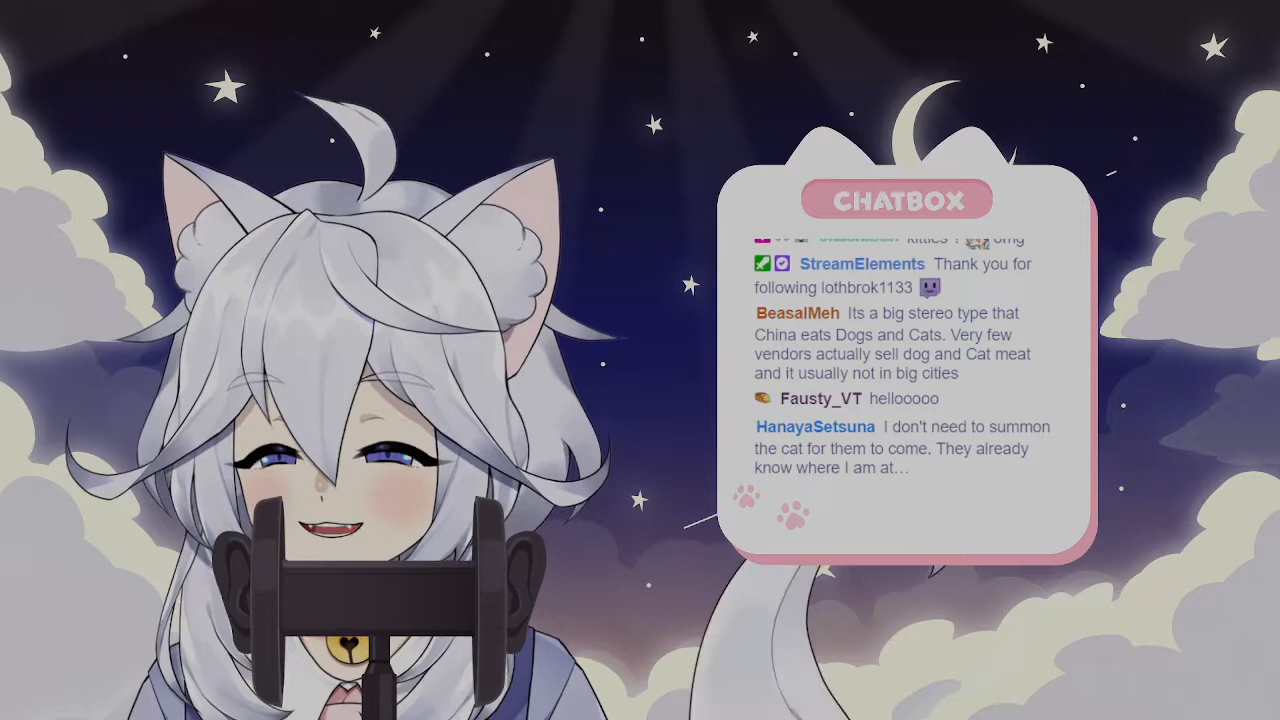 CHATBOX
kitties ? omg
StreamElements Thank you for
following lothbrok1133
BeasalMeh Its a big stereo type that
China eats Dogs and Cats. Very few
vendors actually sell dog and Cat meat
and it usually not in big cities
Fausty_VT hellooooo
HanayaSetsuna I don't need to summon
the cat for them to come. They already
know where I am at...